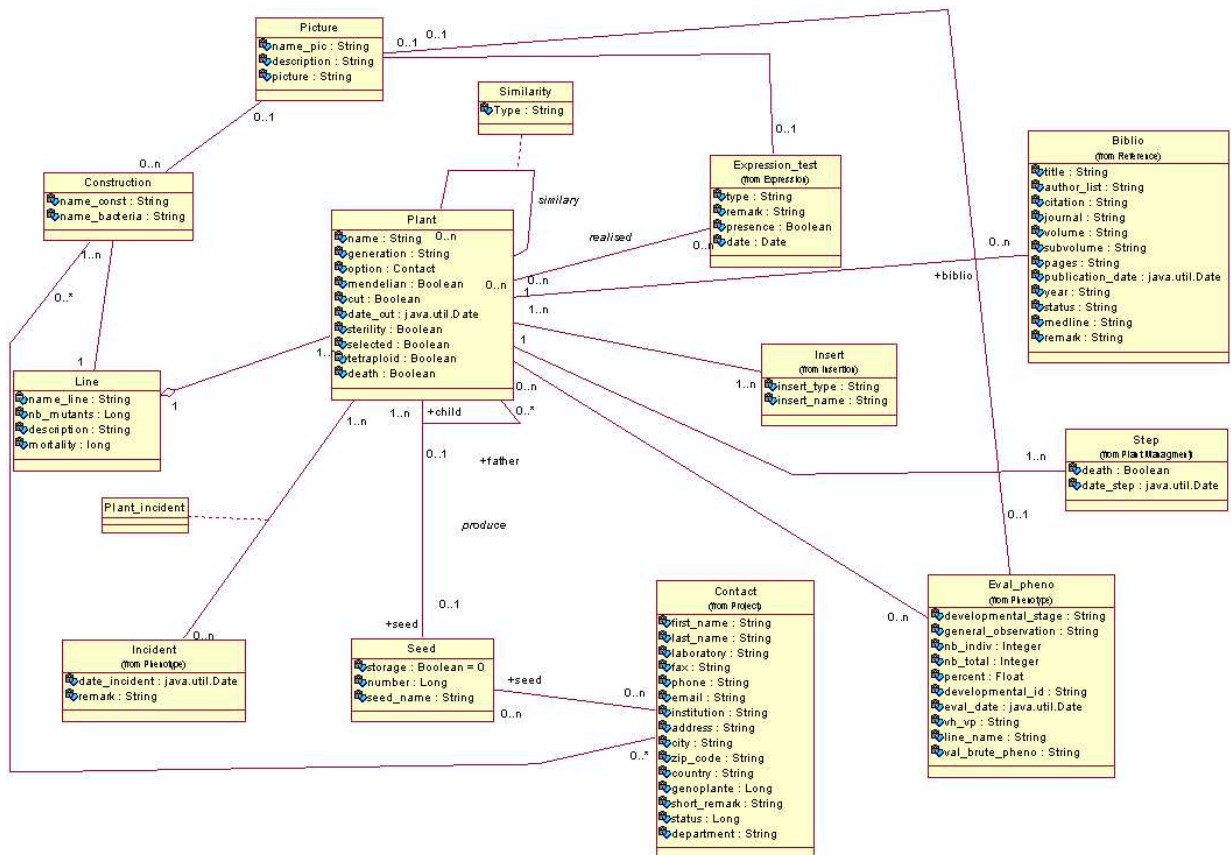 Picture
name_pic : String
description : String
picture : String
0..1
0..1
0..1
0..n
Similarity
Type : String
0..1
Construction
name_const : String
name_bacteria : String
1..n
0..*
Expression_test
(from Expression)
type : String
remark : String
presence : Boolean
date : Date
Biblio
(from Reference)
title : String
author_list : String
citation : String
journal : String
volume : String
subvolume : String
pages : String
publication_date : java.util.Date
year : String
status : String
medline : String
remark : String
similary
realised
0..n
0..n
+biblio
Plant
0..n
name : String
generation : String
option : Contact
mendelian : Boolean
cut : Boolean
date_cut : java.util.Date
sterility : Boolean
selected : Boolean
tetraploid : Boolean
death : Boolean
0..n
0..n
1
1..n
1
0..n
0..*
1..n
1..n
1..n
Insert
(from Insertion)
insert_type : String
insert_name : String
1..n
1
Line
name_line : String
nb_mutants : Long
description : String
mortality : long
1
+child
0..1
+father
produce
Step
(from Plant Managment)
death : Boolean
date_step : java.util.Date
1..n
0..1
Plant_incident
0..1
+seed
0..n
Incident
(from Phenotype)
date_incident : java.util.Date
remark : String
Seed
storage : Boolean = 0
number : Long
seed_name : String
+seed
0..n
0..n
0..*
Contact
(from Project)
first_name : String
last_name : String
laboratory : String
fax : String
phone : String
email : String
institution : String
address : String
city : String
zip_code : String
country : String
genoplante : Long
short_remark : String
status : Long
department : String
0..n
Eval_pheno
(from Phenotype)
developmental_stage : String
general_observation : String
nb_indiv : Integer
nb_total : Integer
percent : Float
developmental_id : String
eval_date : java.util.Date
vh_vp : String
line_name : String
val_brute_pheno : String